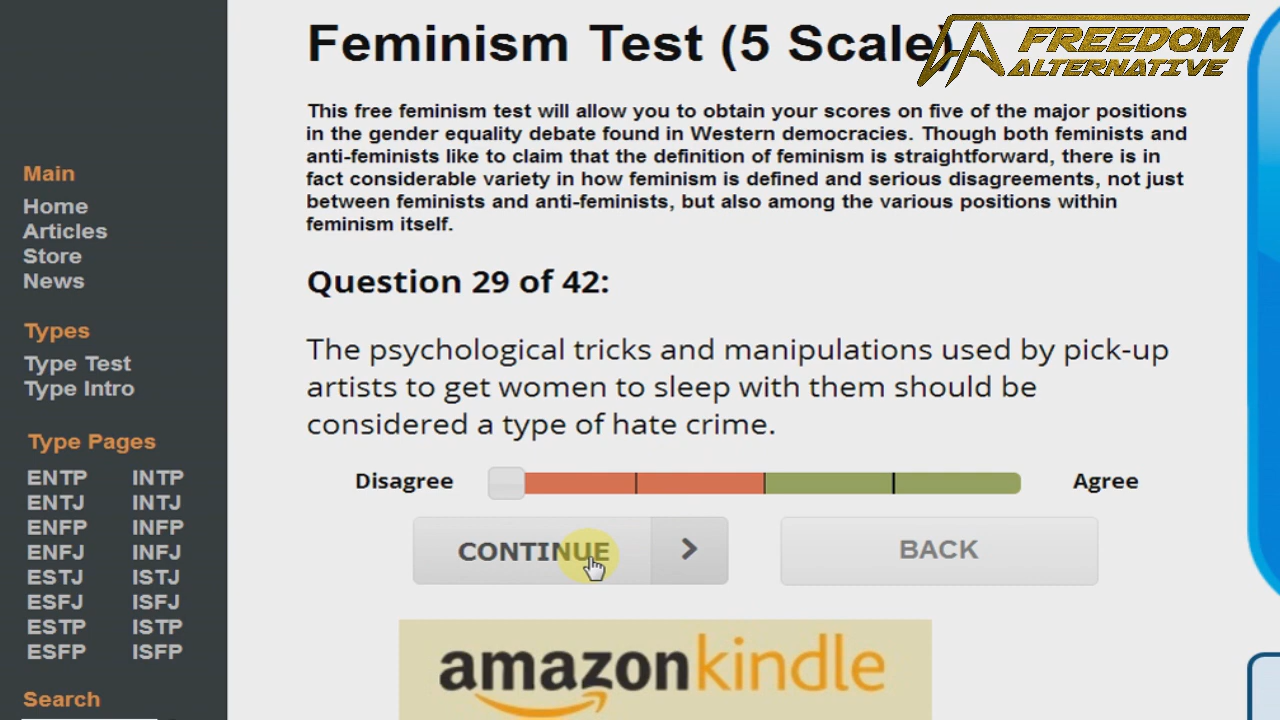 Feminism Test (5 Scale)
FREEDOM
ALTERNATIVE
This free feminism test will allow you to obtain your scores on five of the major positions
in the gender equality debate found in Western democracies. Though both feminists and
anti-feminists like to claim that the definition of feminism is straightforward, there is in
fact considerable variety in how feminism is defined and serious disagreements, not just
between feminists and anti-feminists, but also among the various positions within
feminism itself.
Main
Home
Articles
Store
News
Types
Type Test
Type Intro
Type Pages
ENTP INTP
ENTJ INTJ
ENFP INFP
ENFJ INFJ
ESTJ ISTJ
ESFJ ISFJ
ESTP ISTP
ESFP ISFP
Search
Question 29 of 42:
The psychological tricks and manipulations used by pick-up
artists to get women to sleep with them should be
considered a type of hate crime.
Disagree Agree
CONTINUE > BACK
amazonkindle